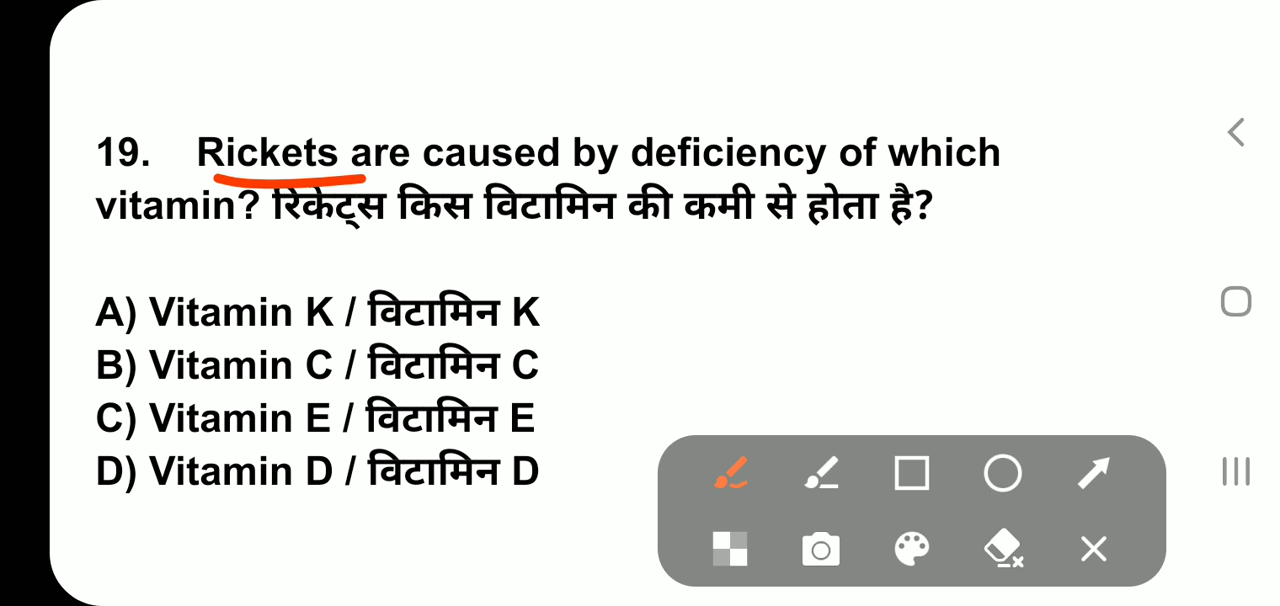 19. Rickets are caused by deficiency of which
vitamin? रिकेट्स किस विटामिन की कमी से होता है?
A) Vitamin K / विटामिन K
B) Vitamin C / विटामिन C
C) Vitamin E / विटामिन E
D) Vitamin D / विटामिन D